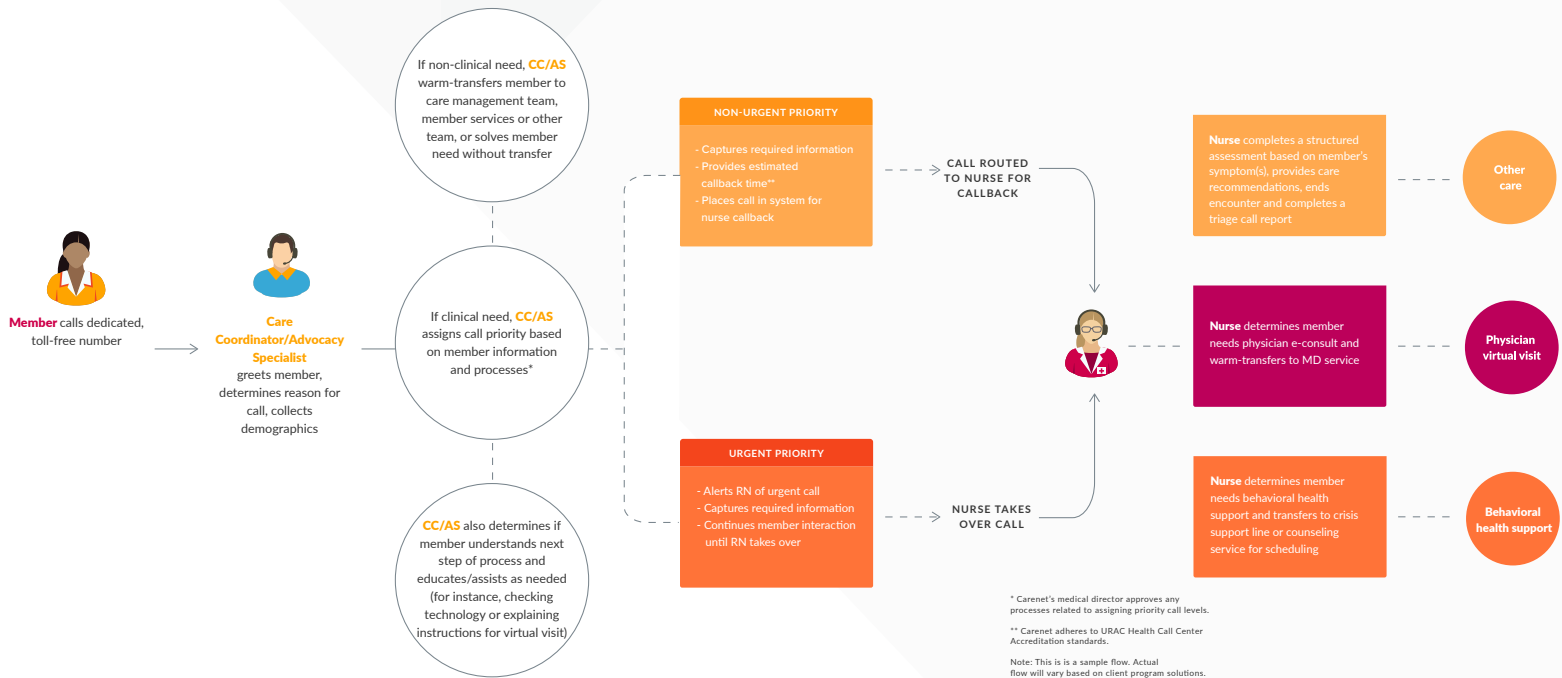 Member calls dedicated,
toll-free number
Care
Coordinator/Advocacy
Specialist
greets member,
determines reason for
call, collects
demographics
If non-clinical need, CC/AS
warm-transfers member to
care management team,
member services or other
team, or solves member
need without transfer
If clinical need, CC/AS
assigns call priority based
on member information
and processes*
CC/AS also determines if
member understands next
step of process and
educates/assists as needed
(for instance, checking
technology or explaining
instructions for virtual visit)
NON-URGENT PRIORITY
- Captures required information
- Provides estimated
callback time**
- Places call in system for
nurse callback
URGENT PRIORITY
- Alerts RN of urgent call
- Captures required information
- Continues member interaction
until RN takes over
CALL ROUTED
TO NURSE FOR
CALLBACK
NURSE TAKES
OVER CALL
Nurse completes a structured
assessment based on member's
symptom(s), provides care
recommendations, ends
encounter and completes a
triage call report
Other
care
Nurse determines member
needs physician e-consult and
warm-transfers to MD service
Physician
virtual visit
Nurse determines member
needs behavioral health
support and transfers to crisis
support line or counseling
service for scheduling
Behavioral
health support
* Carenet's medical director approves any
processes related to assigning priority call levels.
** Carenet adheres to URAC Health Call Center
Accreditation standards.
Note: This is is a sample flow. Actual
flow will vary based on client program solutions.